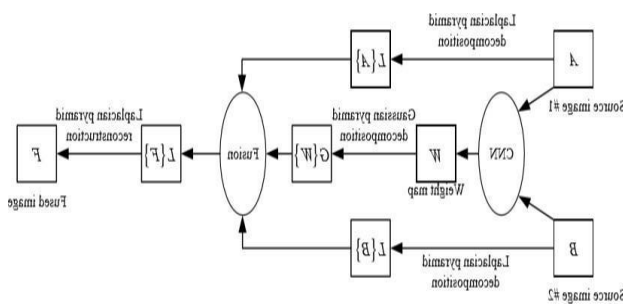 Source image #1
A
Laplacian pyramid
decomposition
L{A}
CNN
W
Weight map
Gaussian pyramid
decomposition
G{W}
Fusion
L{F}
Laplacian pyramid
reconstruction
F
Fused image
B
Source image #2
Laplacian pyramid
decomposition
L{B}